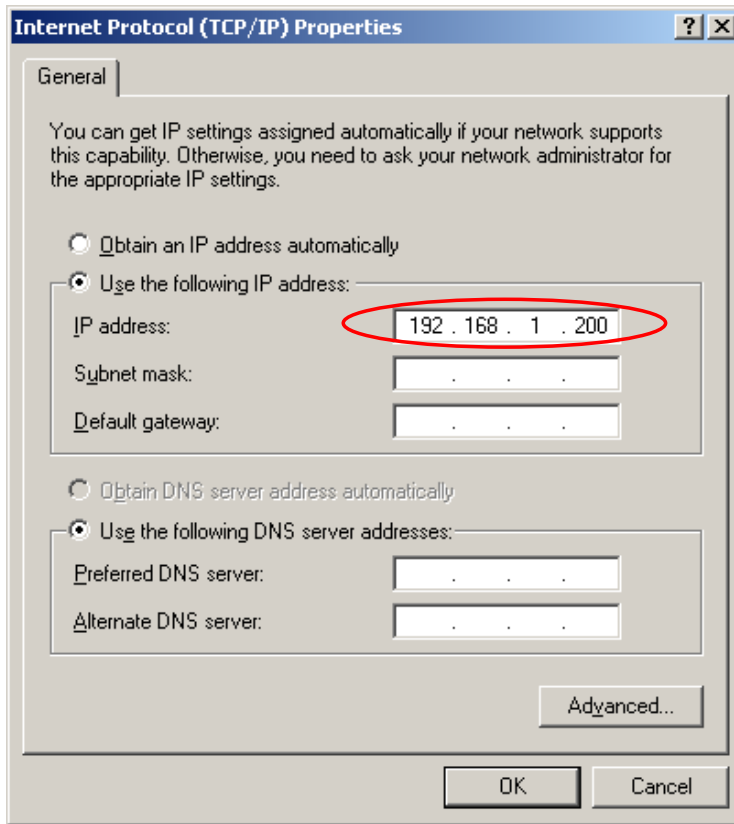 Internet Protocol (TCP/IP) Properties
General
You can get IP settings assigned automatically if your network supports
this capability. Otherwise, you need to ask your network administrator for
the appropriate IP settings.
Obtain an IP address automatically
Use the following IP address:
IP address: 192 . 168 . 1 . 200
Subnet mask: . . .
Default gateway: . . .
Obtain DNS server address automatically
Use the following DNS server addresses:
Preferred DNS server: . . .
Alternate DNS server: . . .
Advanced...
OK Cancel